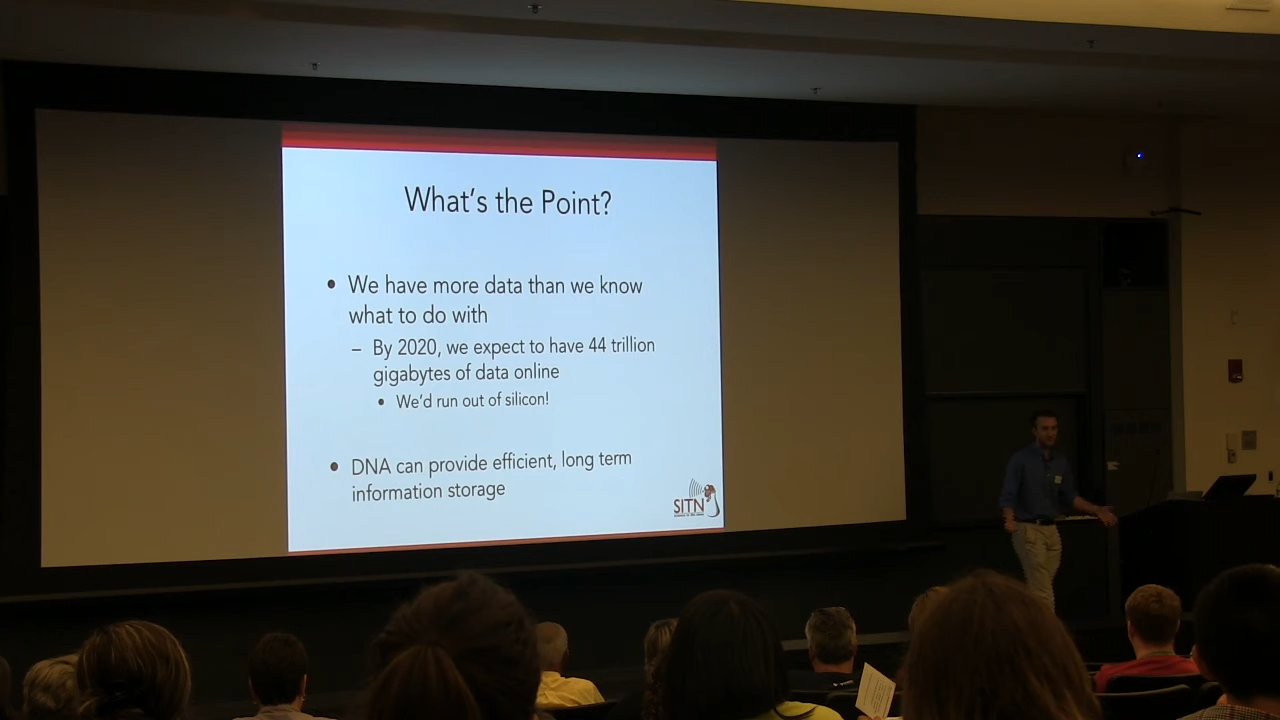 What's the Point?
• We have more data than we know
what to do with
– By 2020, we expect to have 44 trillion
gigabytes of data online
• We'd run out of silicon!
• DNA can provide efficient, long term
information storage
SITN